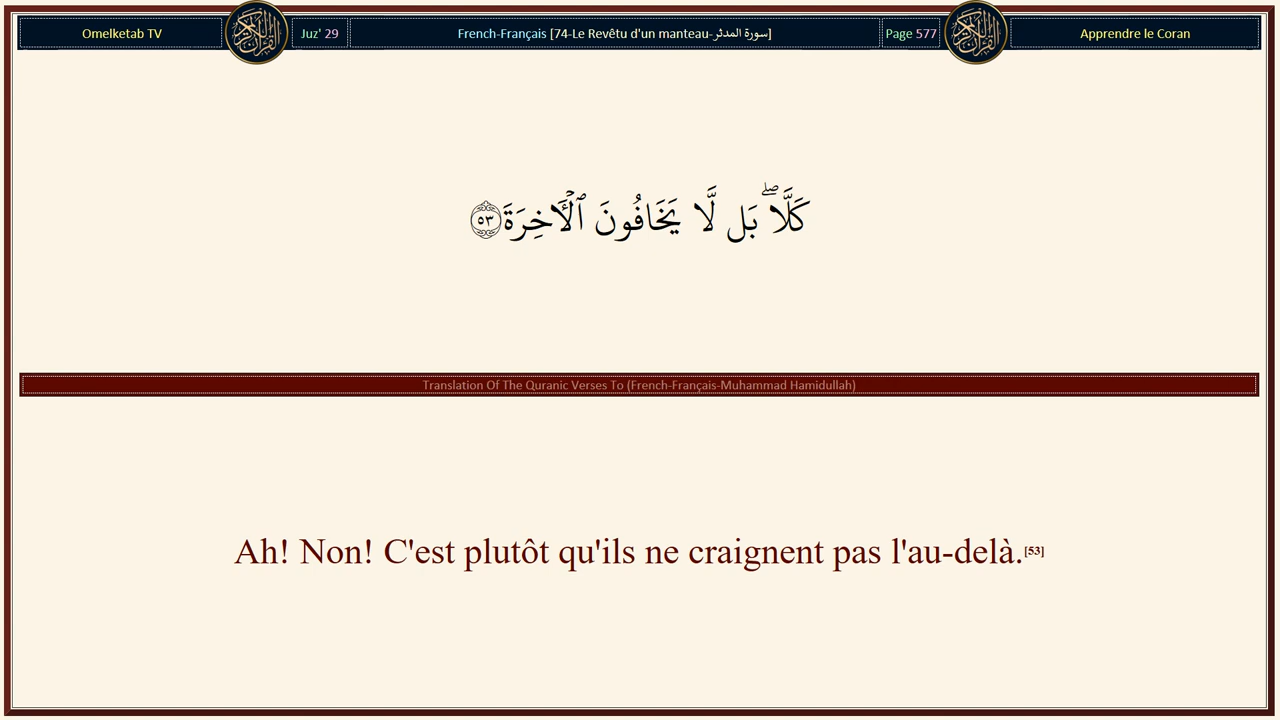 Omelketab TV
Juz' 29
French-Français [74-Le Revêtu d'un manteau-سورة المدثر]
Page 577
Apprendre le Coran
كَلَّا ۖ بَل لَّا يَخَافُونَ ٱلْـَٔاخِرَةَ ٥٣
Translation Of The Quranic Verses To (French-Français-Muhammad Hamidullah)
Ah! Non! C'est plutôt qu'ils ne craignent pas l'au-delà.[53]